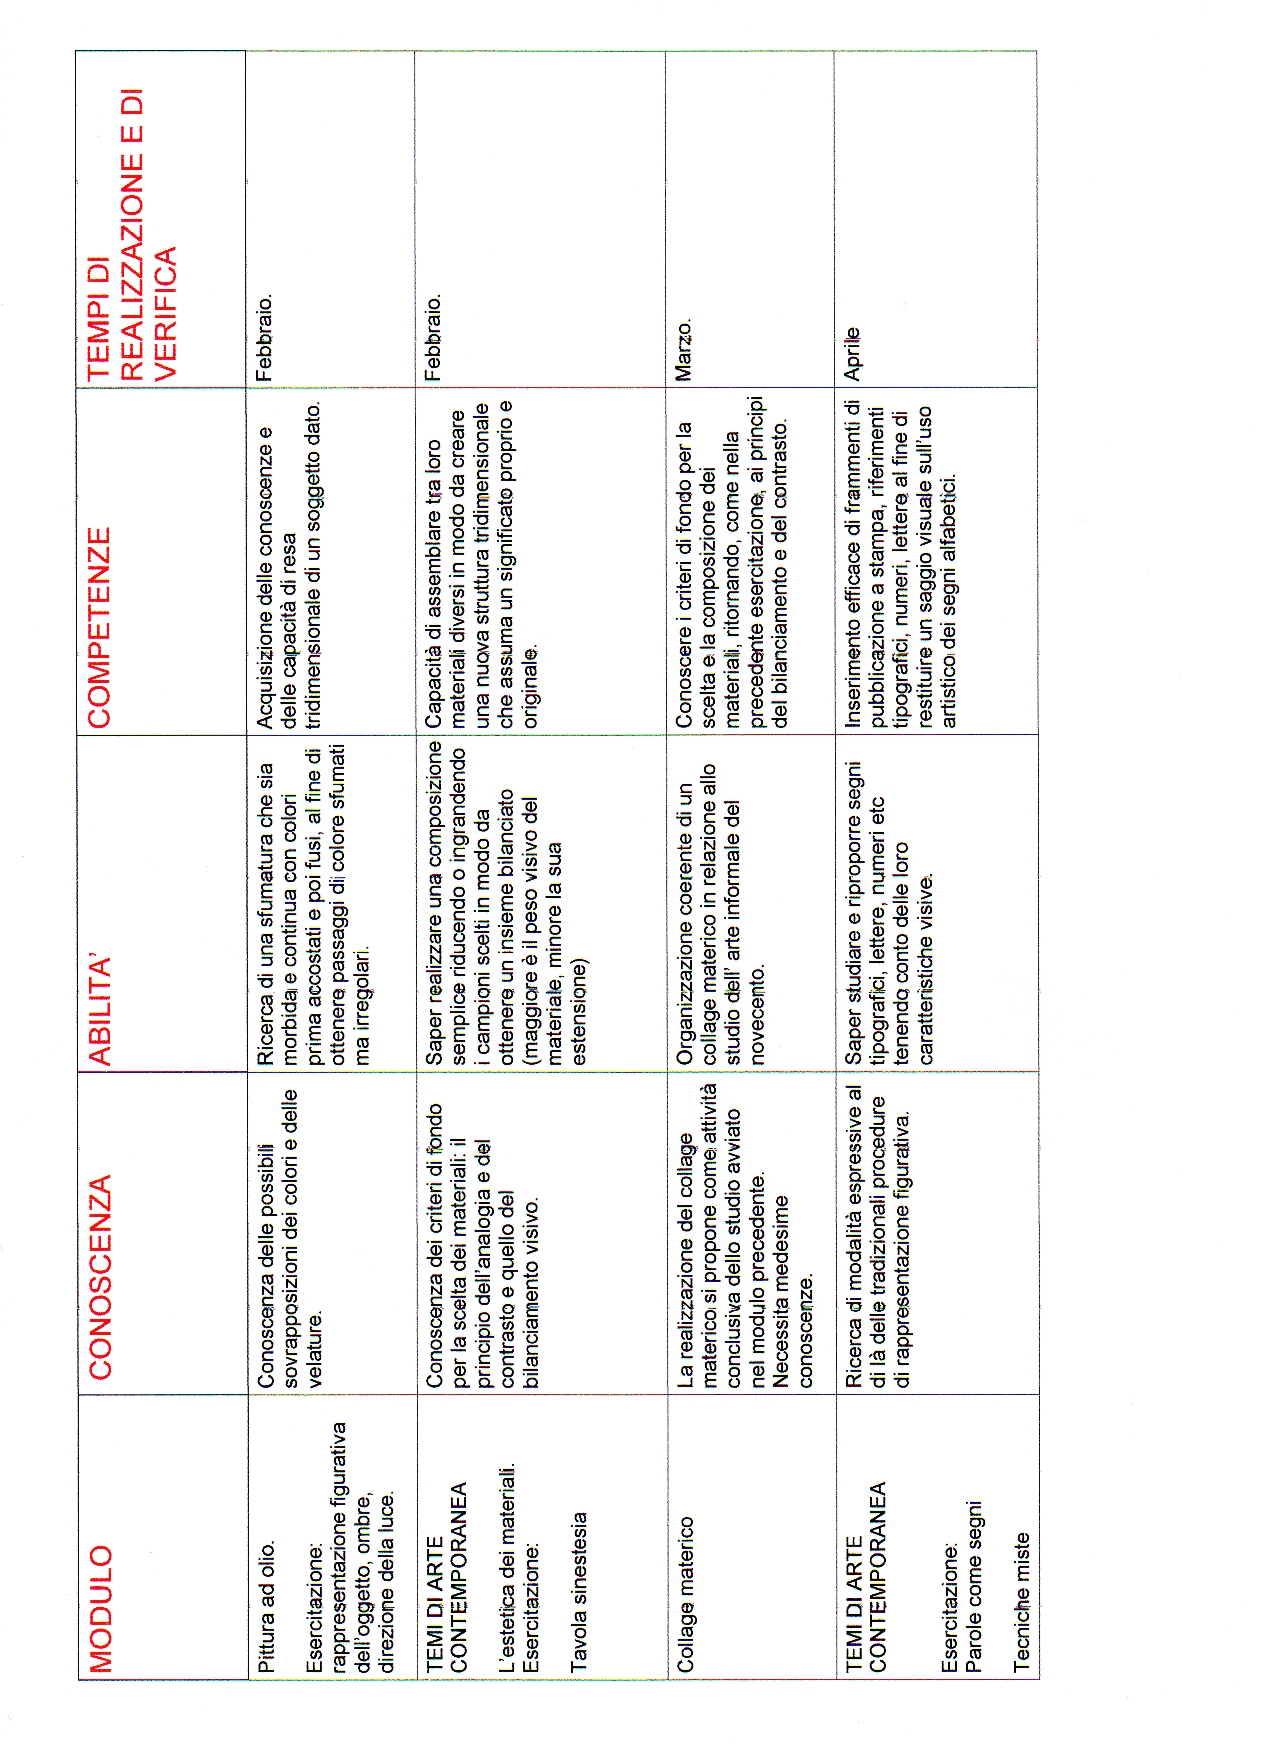 MODULO
CONOSCENZA
ABILITA'
COMPETENZE
TEMPI DI
REALIZZAZIONE E DI
VERIFICA
Pittura ad olio.
Esercitazione:
rappresentazione figurativa
dell'oggetto, ombre,
direzione della luce.
Conoscenza delle possibili
sovrapposizioni dei colori e delle
velature.
Ricerca di una sfumatura che sia
morbida e continua con colori
prima accostati e poi fusi, al fine di
ottenere passaggi di colore sfumati
ma irregolari.
Acquisizione delle conoscenze e
delle capacità di resa
tridimensionale di un soggetto dato.
Febbraio.
TEMI DI ARTE
CONTEMPORANEA
L'estetica dei materiali.
Esercitazione:
Tavola sinestesia
Conoscenza dei criteri di fondo
per la scelta dei materiali: il
principio dell'analogia e del
contrasto e quello del
bilanciamento visivo.
Saper realizzare una composizione
semplice riducendo o ingrandendo
i campioni scelti in modo da
ottenere un insieme bilanciato
(maggiore è il peso visivo del
materiale, minore la sua
estensione)
Capacità di assemblare tra loro
materiali diversi in modo da creare
una nuova struttura tridimensionale
che assuma un significato proprio e
originale.
Febbraio.
Collage materico
La realizzazione del collage
materico si propone come attività
conclusiva dello studio avviato
nel modulo precedente.
Necessita medesime
conoscenze.
Organizzazione coerente di un
collage materico in relazione allo
studio dell' arte informale del
novecento.
Conoscere i criteri di fondo per la
scelta e la composizione dei
materiali, ritornando, come nella
precedente esercitazione, ai principi
del bilanciamento e del contrasto.
Marzo.
TEMI DI ARTE
CONTEMPORANEA
Esercitazione:
Parole come segni
Tecniche miste
Ricerca di modalità espressive al
di là delle tradizionali procedure
di rappresentazione figurativa.
Saper studiare e riproporre segni
tipografici, lettere, numeri etc
tenendo conto delle loro
caratteristiche visive.
Inserimento efficace di frammenti di
pubblicazione a stampa, riferimenti
tipografici, numeri, lettere al fine di
restituire un saggio visuale sull'uso
artistico dei segni alfabetici.
Aprile